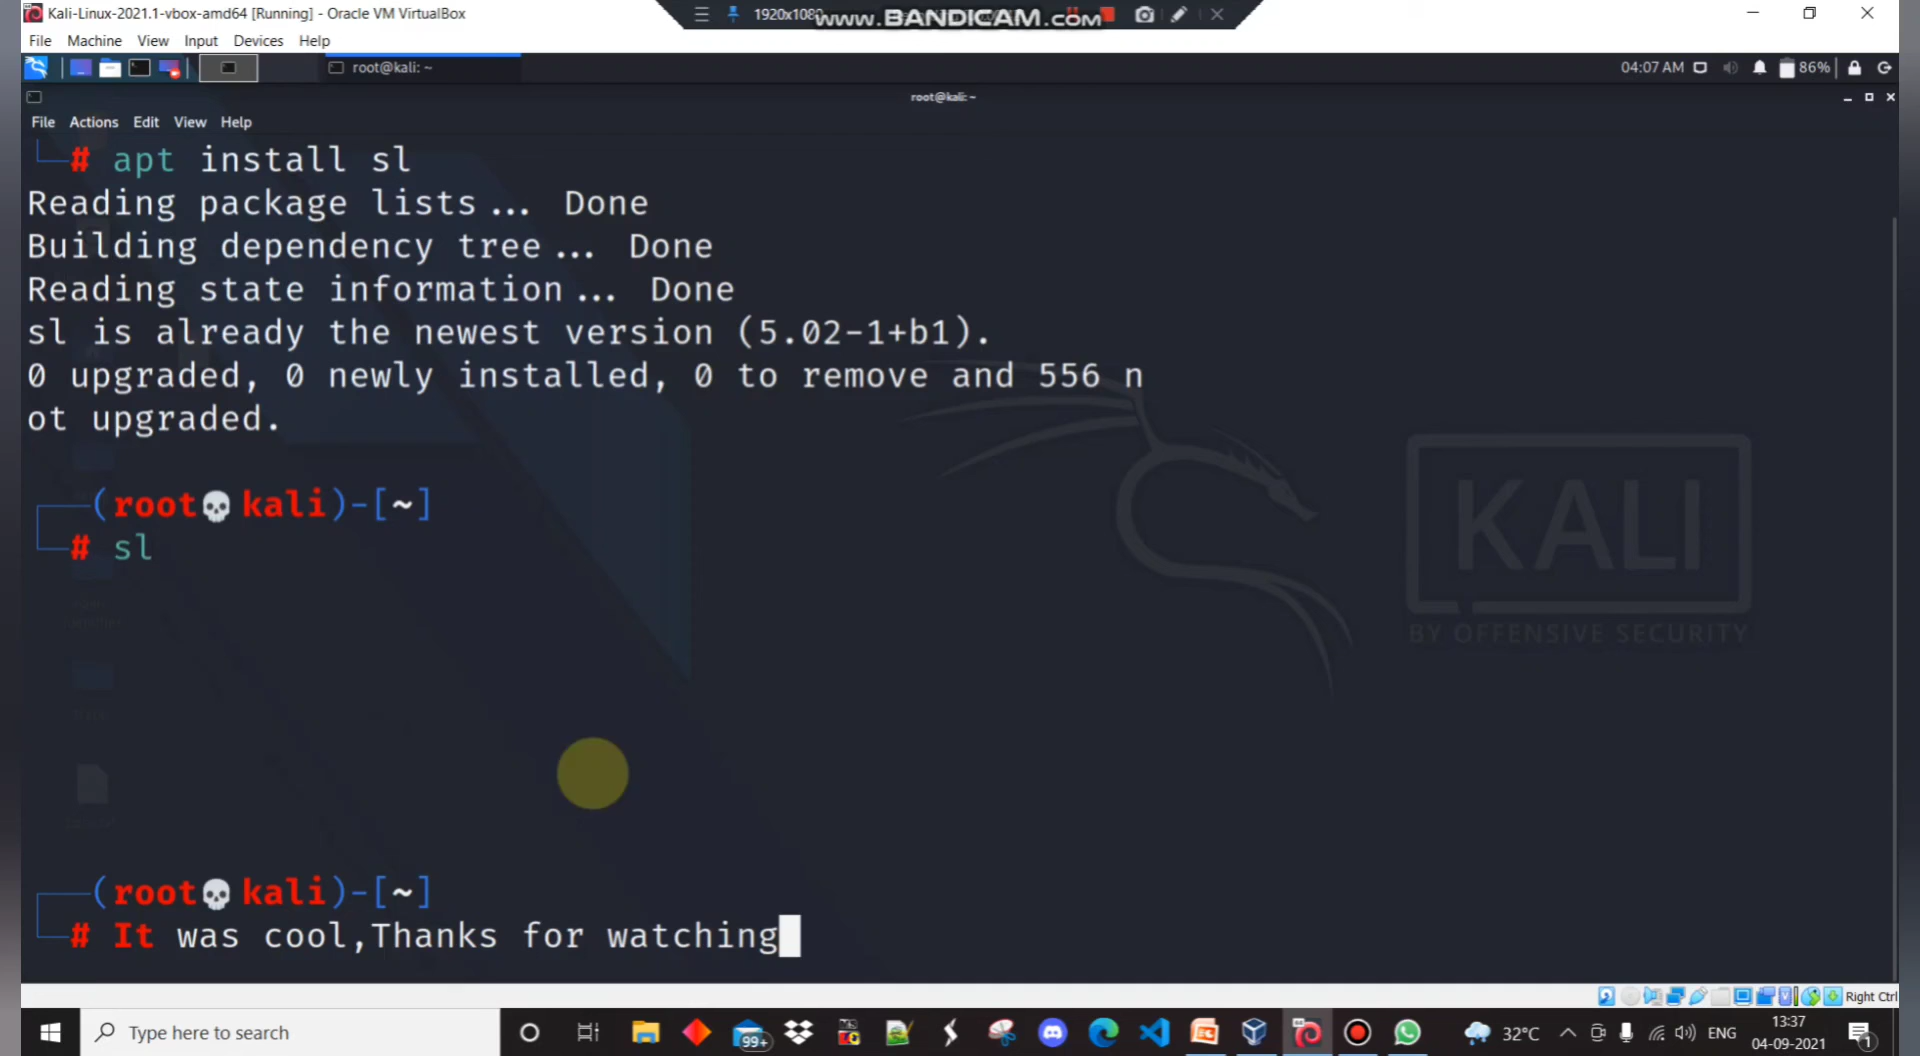 Kali-Linux-2021.1-vbox-amd64 [Running] - Oracle VM VirtualBox
1920x1080
www.BANDICAM.com
File Machine View Input Devices Help
root@kali: ~
04:07 AM
86%
root@kali: ~
File Actions Edit View Help
# apt install sl
Reading package lists... Done
Building dependency tree... Done
Reading state information... Done
sl is already the newest version (5.02-1+b1).
0 upgraded, 0 newly installed, 0 to remove and 556 n
ot upgraded.
(root💀kali)-[~]
# sl
KALI
BY OFFENSIVE SECURITY
(root💀kali)-[~]
# It was cool,Thanks for watching
Right Ctrl
Type here to search
99+
32°C
ENG
13:37
04-09-2021
1